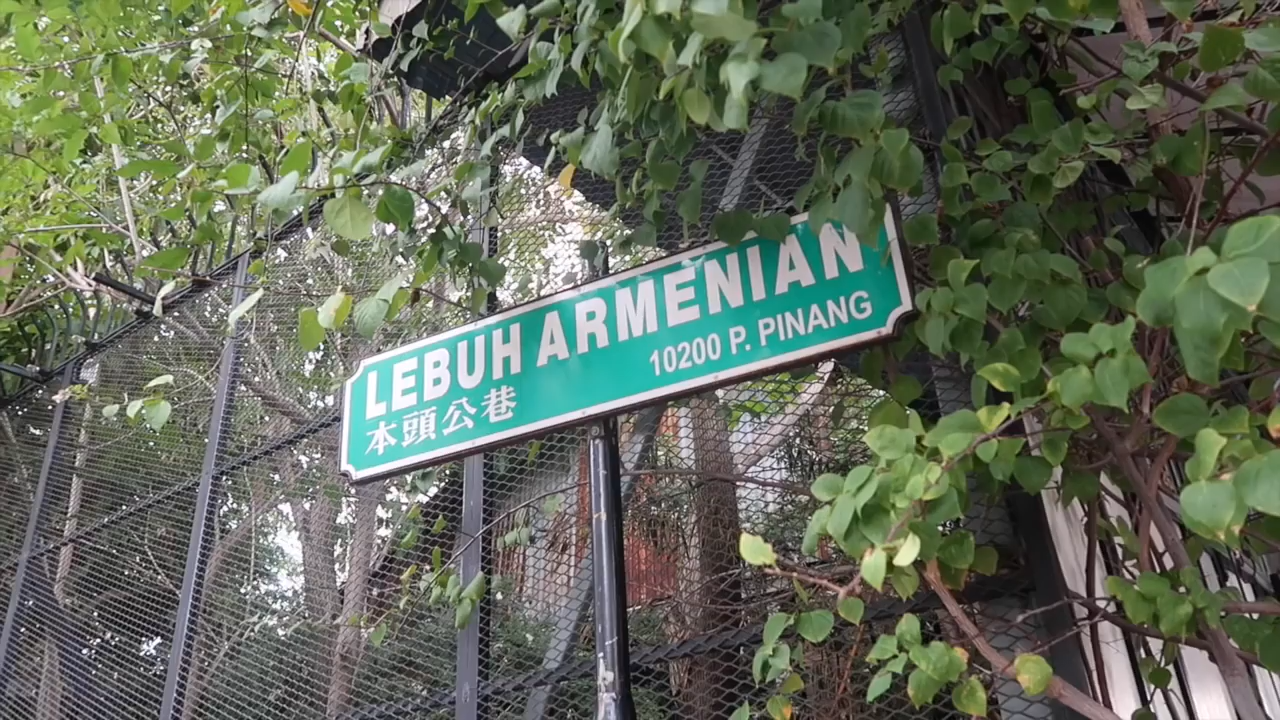 LEBUH ARMENIAN
本頭公巷
10200 P. PINANG